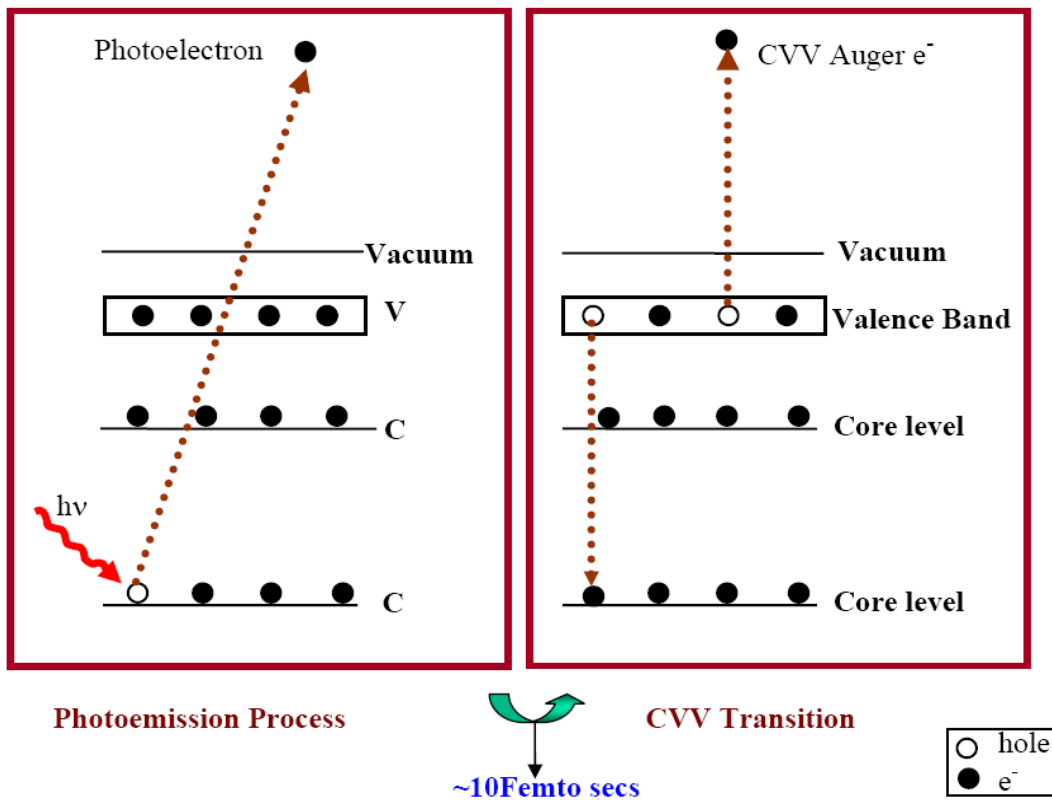 Photoelectron
Vacuum
V
C
hν
C
Photoemission Process
CVV Auger e⁻
Vacuum
Valence Band
Core level
Core level
CVV Transition
~10Femto secs
hole
e⁻